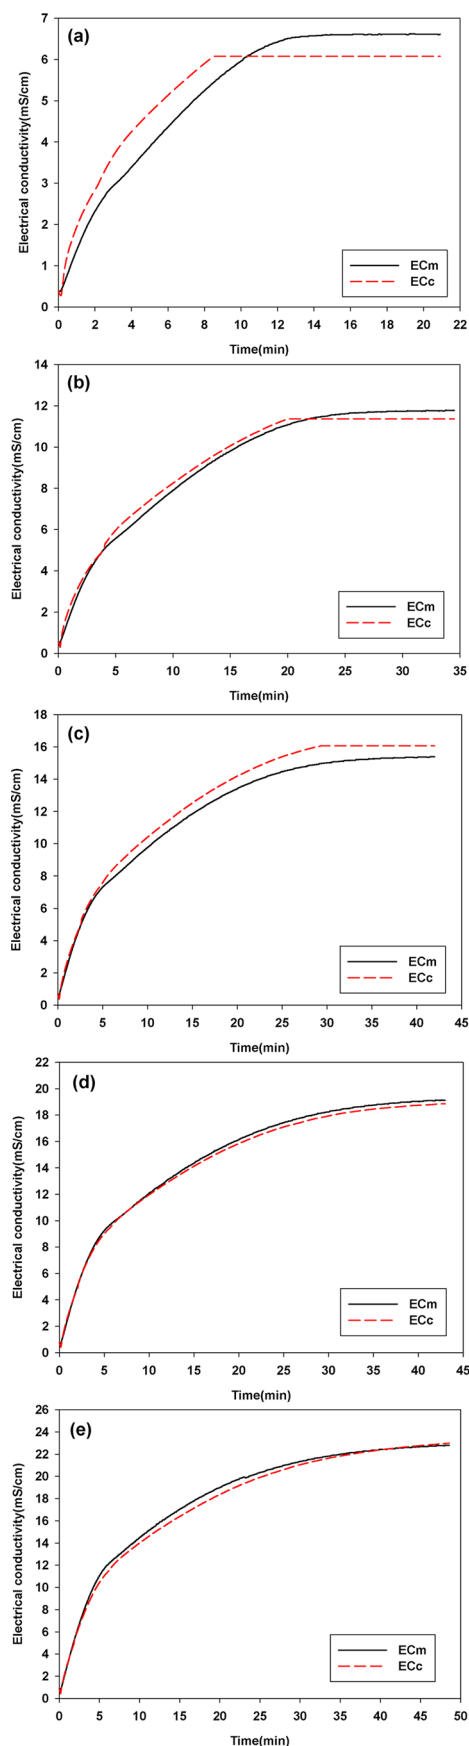 (a)
Electrical conductivity(mS/cm)
7
6
5
4
3
2
1
0
ECm
ECc
0 2 4 6 8 10 12 14 16 18 20 22
Time(min)
(b)
Electrical conductivity(mS/cm)
14
12
10
8
6
4
2
0
ECm
ECc
0 5 10 15 20 25 30 35
Time(min)
(c)
Electrical conductivity(mS/cm)
18
16
14
12
10
8
6
4
2
0
ECm
ECc
0 5 10 15 20 25 30 35 40 45
Time(min)
(d)
Electrical conductivity(mS/cm)
22
20
18
16
14
12
10
8
6
4
2
0
ECm
ECc
0 5 10 15 20 25 30 35 40 45
Time(min)
(e)
Electrical conductivity(mS/cm)
26
24
22
20
18
16
14
12
10
8
6
4
2
0
ECm
ECc
0 5 10 15 20 25 30 35 40 45 50
Time(min)